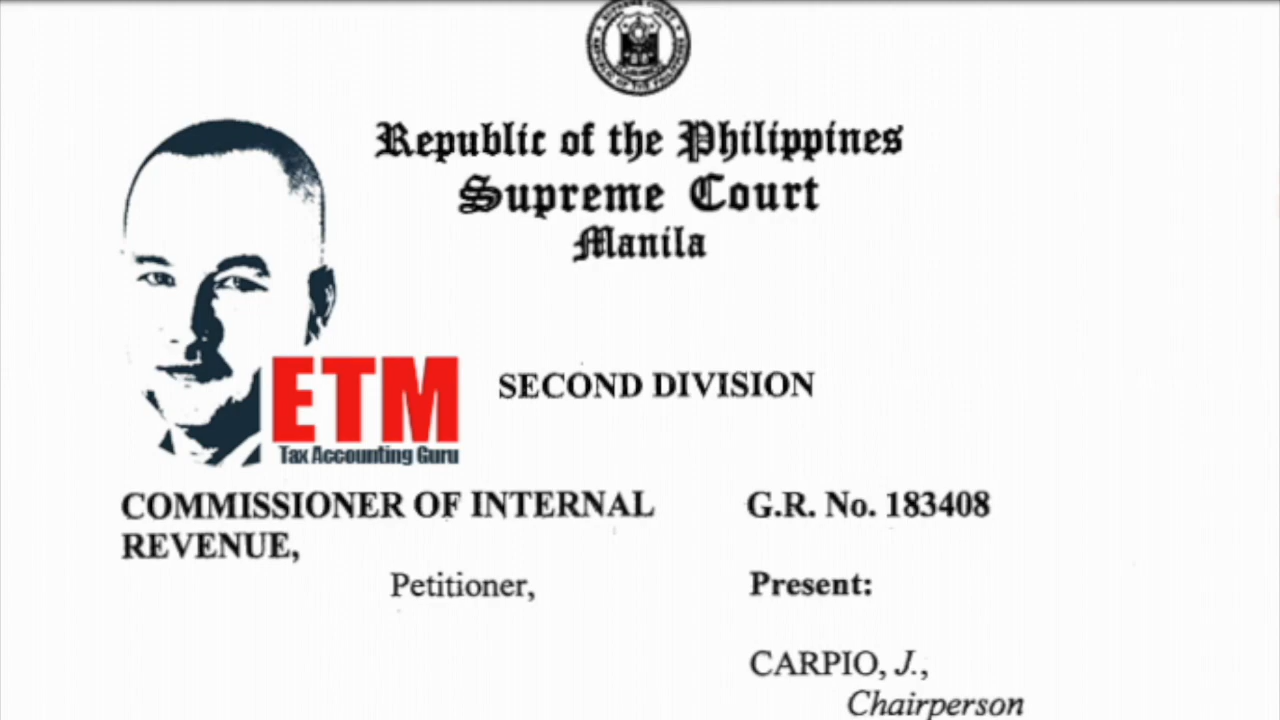 Republic of the Philippines
Supreme Court
Manila
ETM
Tax Accounting Guru
SECOND DIVISION
COMMISSIONER OF INTERNAL
REVENUE,
Petitioner,
G.R. No. 183408
Present:
CARPIO, J.,
Chairperson